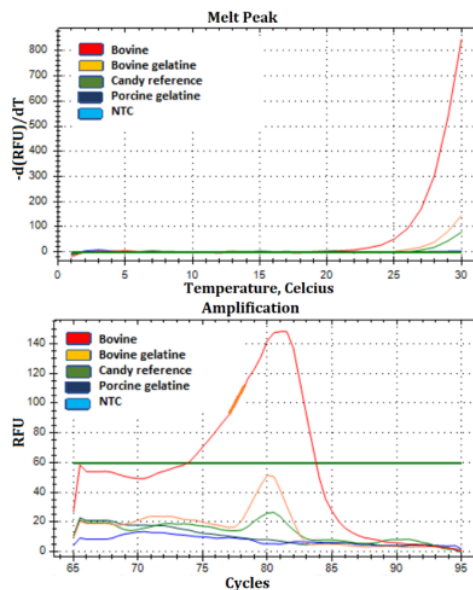 Melt Peak
-d(RFU)/dT
800
700
600
500
400
300
200
100
0
Bovine
Bovine gelatine
Candy reference
Porcine gelatine
NTC
0 5 10 15 20 25 30
Temperature, Celcius
Amplification
RFU
140
120
100
80
60
40
20
0
Bovine
Bovine gelatine
Candy reference
Porcine gelatine
NTC
65 70 75 80 85 90 95
Cycles